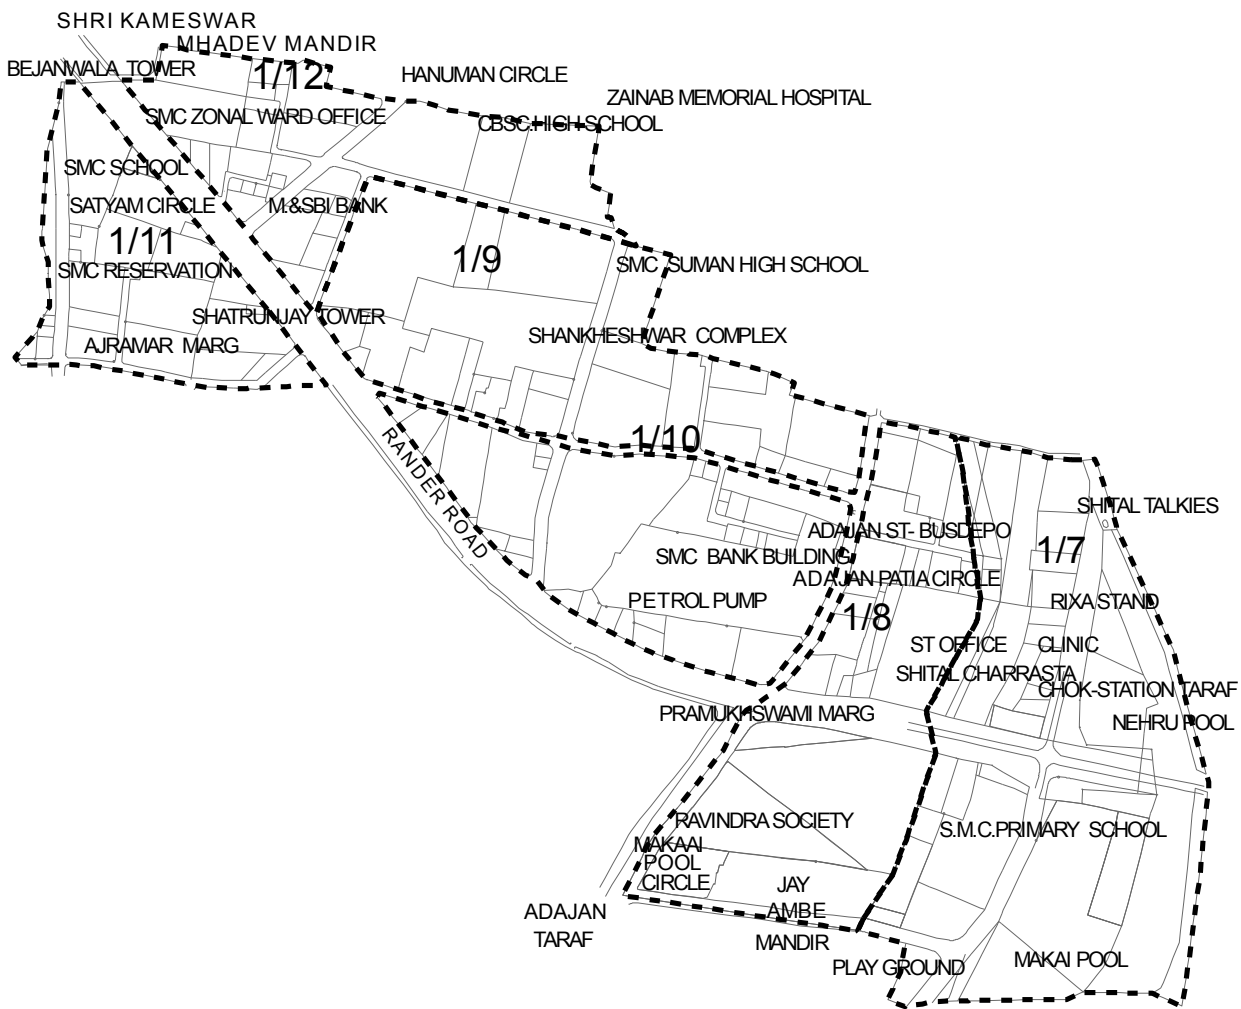 SHRI KAMESWAR
MHADEV MANDIR
BEJANWALA TOWER
1/12
HANUMAN CIRCLE
ZAINAB MEMORIAL HOSPITAL
SMC ZONAL WARD OFFICE
CBSC.HIGH SCHOOL
SMC SCHOOL
SATYAM CIRCLE
M.&SBI BANK
1/11
1/9
SMC RESERVATION
SMC SUMAN HIGH SCHOOL
SHATRUNJAY TOWER
SHANKHESHWAR COMPLEX
AJRAMAR MARG
1/10
RANDER ROAD
SHITAL TALKIES
ADAJAN ST- BUSDEPO
1/7
SMC BANK BUILDING
ADAJAN PATIA CIRCLE
PETROL PUMP
1/8
RIXA STAND
ST OFFICE
CLINIC
SHITAL CHARRASTA
CHOK-STATION TARAF
PRAMUKHSWAMI MARG
NEHRU POOL
RAVINDRA SOCIETY
S.M.C.PRIMARY SCHOOL
MAKAAI
POOL
CIRCLE
JAY
AMBE
MANDIR
ADAJAN
TARAF
PLAY GROUND
MAKAI POOL